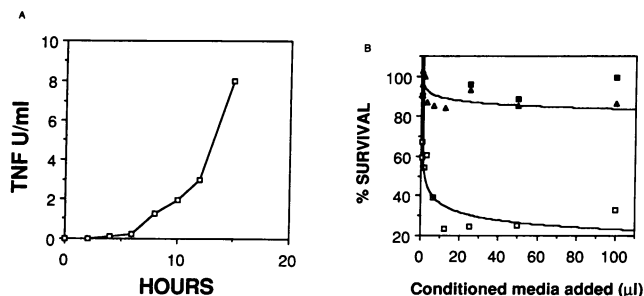 A
10
8
6
4
2
0
TNF U/ml
0 10 20
HOURS
B
100
80
60
40
20
% SURVIVAL
0 20 40 60 80 100
Conditioned media added (μl)